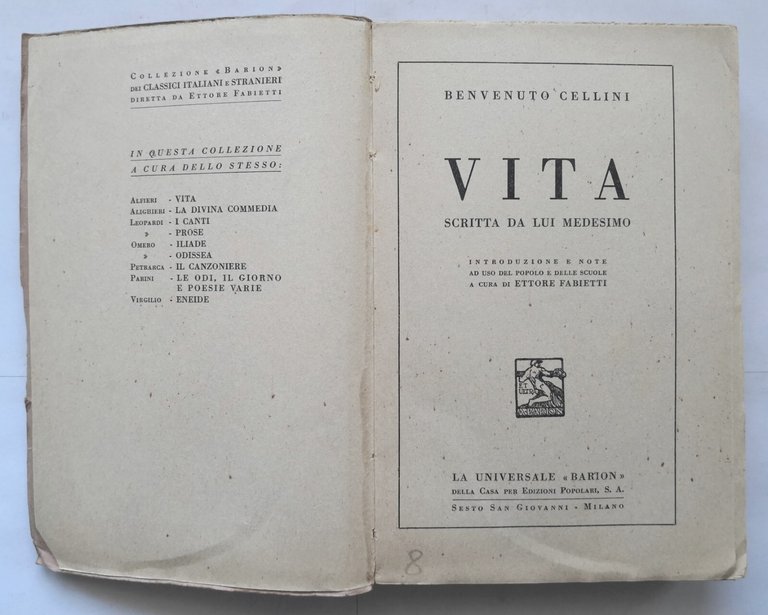 Collezione «Barion»
dei CLASSICI ITALIANI e STRANIERI
diretta da Ettore Fabietti
IN QUESTA COLLEZIONE
A CURA DELLO STESSO:
Alfieri - VITA
Alighieri - LA DIVINA COMMEDIA
Leopardi - I CANTI
» - PROSE
Omero - ILIADE
» - ODISSEA
Petrarca - IL CANZONIERE
Parini - LE ODI, IL GIORNO
E POESIE VARIE
Virgilio - ENEIDE
BENVENUTO CELLINI
VITA
SCRITTA DA LUI MEDESIMO
INTRODUZIONE E NOTE
AD USO DEL POPOLO E DELLE SCUOLE
A CURA DI ETTORE FABIETTI
LA UNIVERSALE «BARION»
della Casa per Edizioni Popolari, S. A.
Sesto San Giovanni - Milano
8